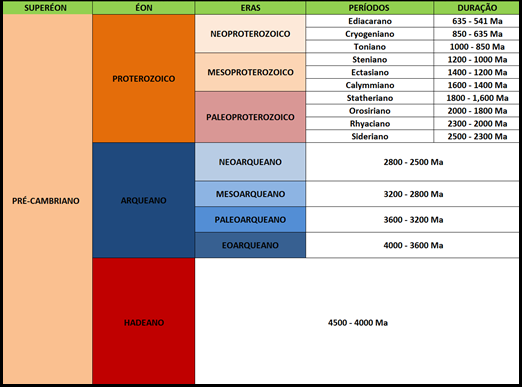 SUPERÉON ÉON ERAS PERÍODOS DURAÇÃO
PRÉ-CAMBRIANO
PROTEROZOICO
NEOPROTEROZOICO
Ediacarano 635 - 541 Ma
Cryogeniano 850 - 635 Ma
Toniano 1000 - 850 Ma
MESOPROTEROZOICO
Steniano 1200 - 1000 Ma
Ectasiano 1400 - 1200 Ma
Calymmiano 1600 - 1400 Ma
PALEOPROTEROZOICO
Statheriano 1800 - 1,600 Ma
Orosiriano 2000 - 1800 Ma
Rhyaciano 2300 - 2000 Ma
Sideriano 2500 - 2300 Ma
ARQUEANO
NEOARQUEANO 2800 - 2500 Ma
MESOARQUEANO 3200 - 2800 Ma
PALEOARQUEANO 3600 - 3200 Ma
EOARQUEANO 4000 - 3600 Ma
HADEANO 4500 - 4000 Ma